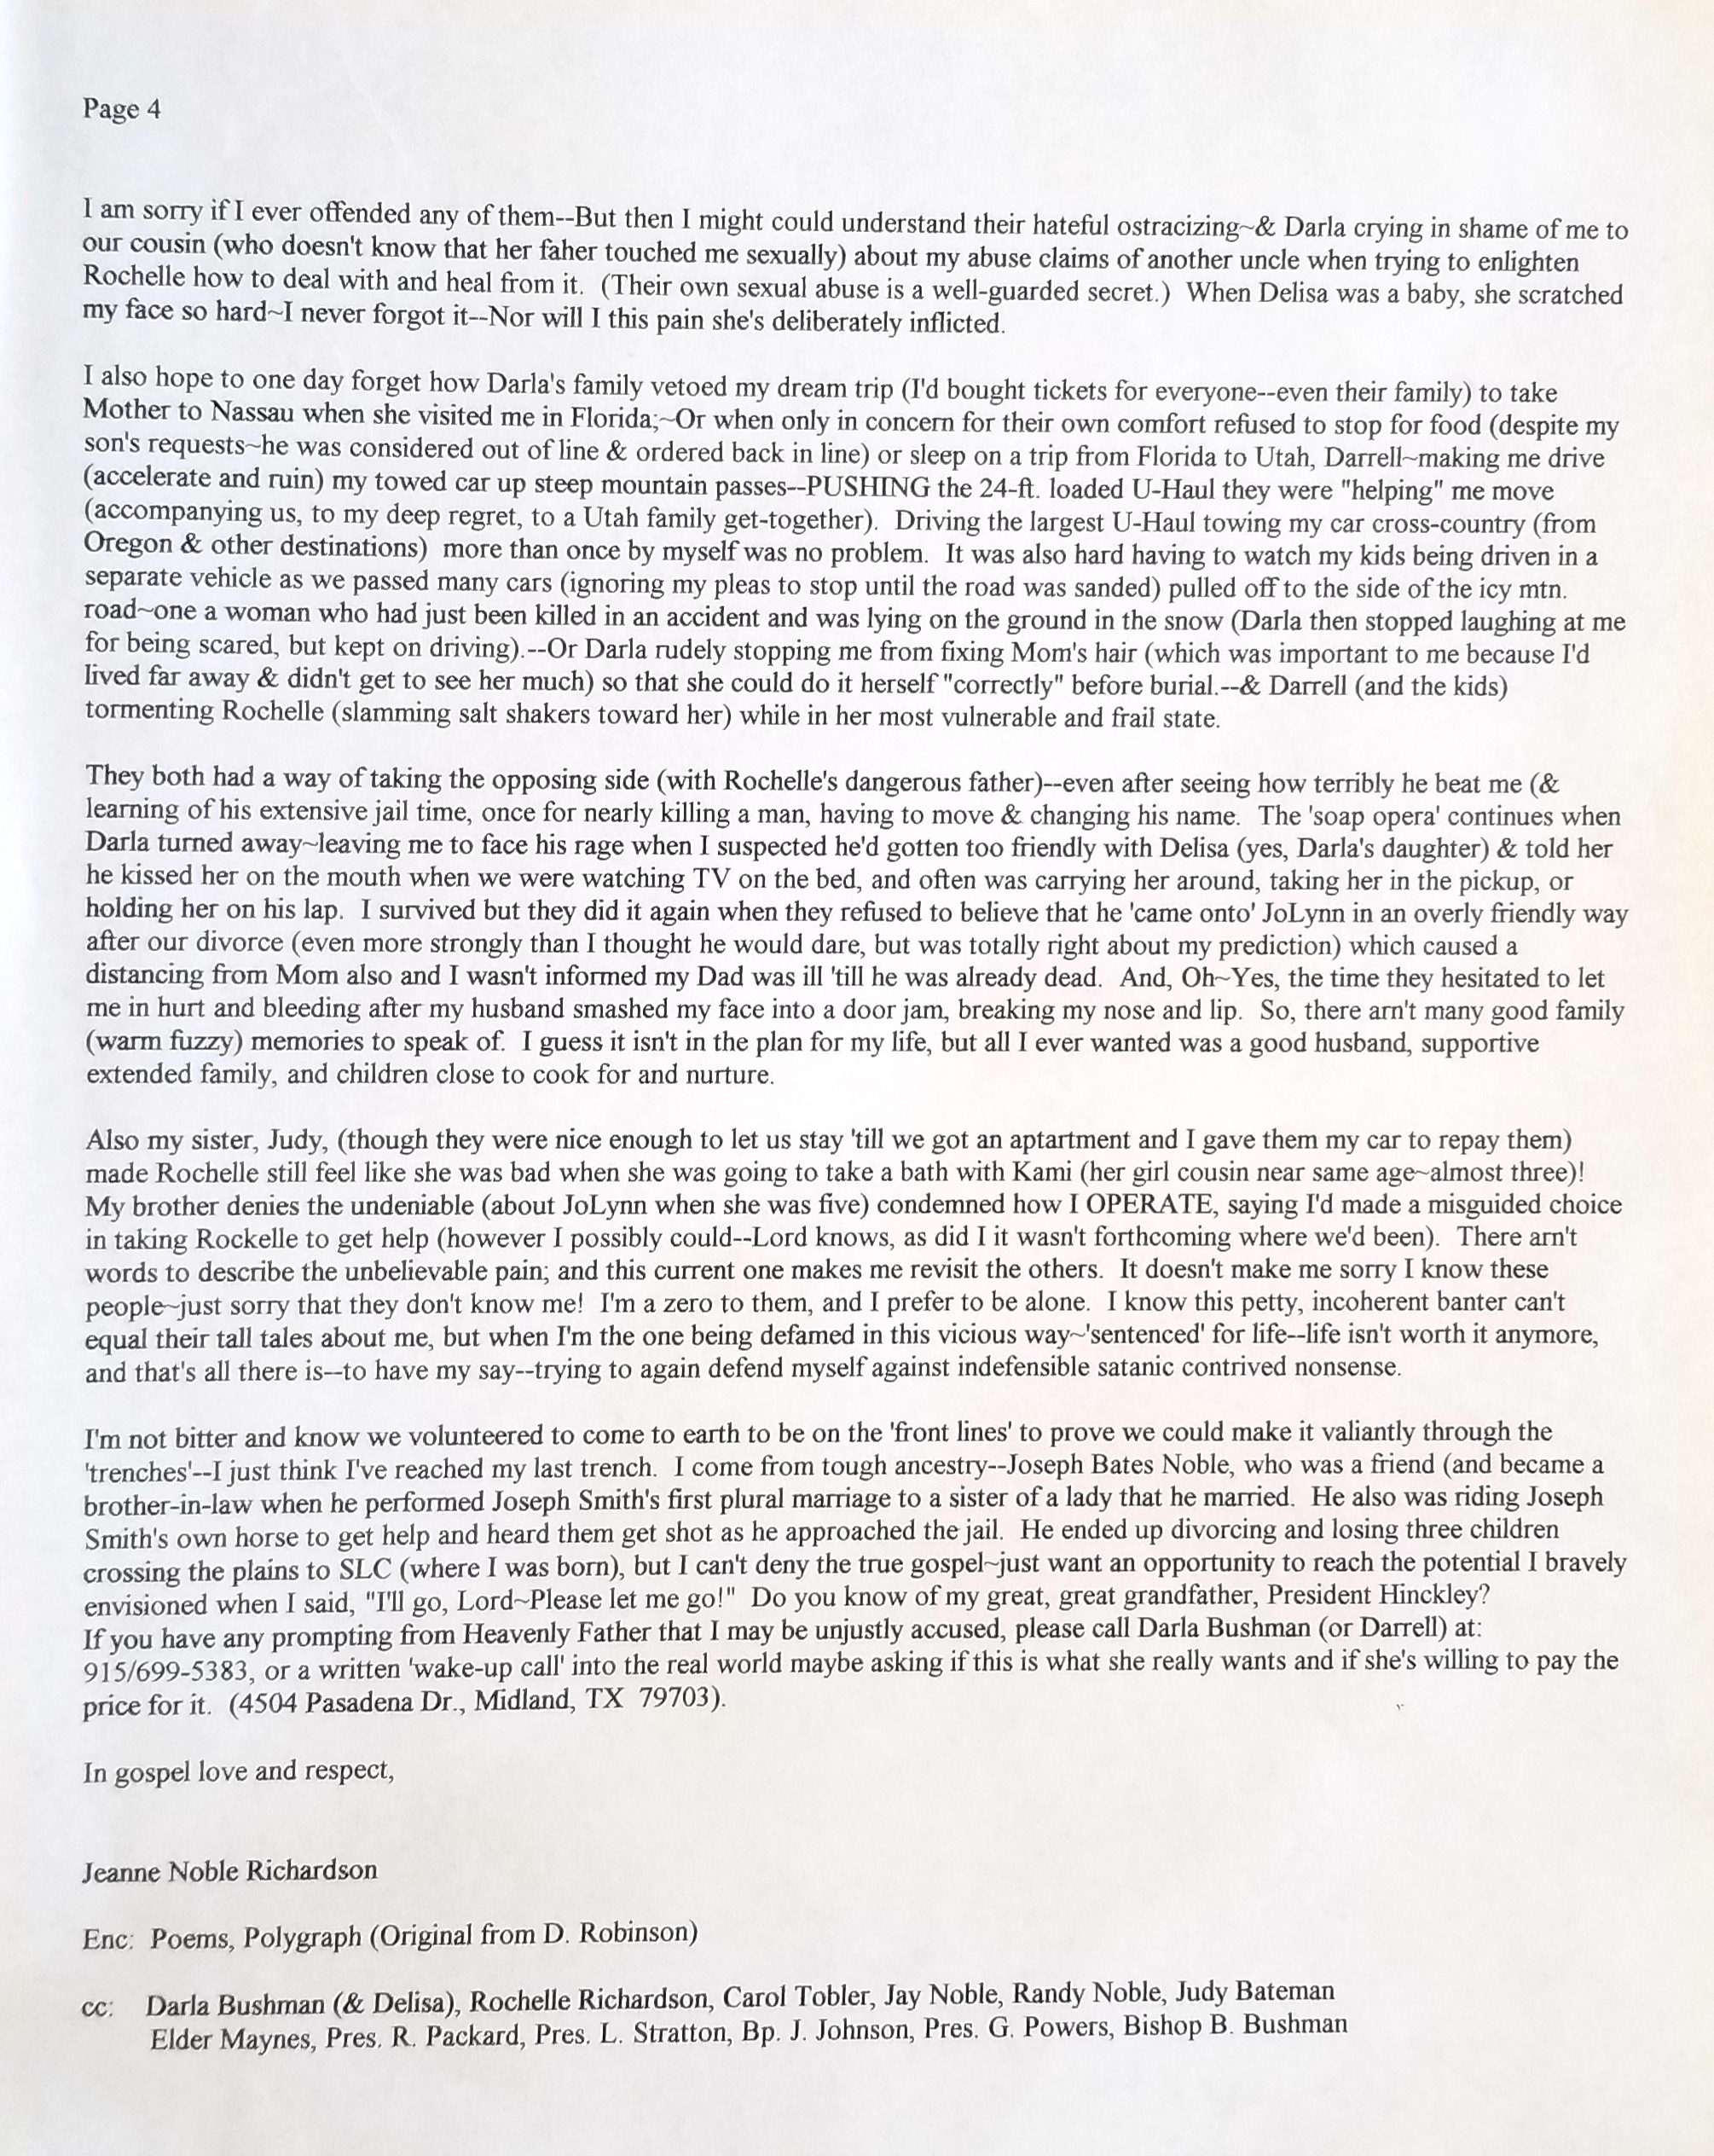 Page 4
I am sorry if I ever offended any of them--But then I might could understand their hateful ostracizing~& Darla crying in shame of me to
our cousin (who doesn't know that her faher touched me sexually) about my abuse claims of another uncle when trying to enlighten
Rochelle how to deal with and heal from it.  (Their own sexual abuse is a well-guarded secret.)  When Delisa was a baby, she scratched
my face so hard~I never forgot it--Nor will I this pain she's deliberately inflicted.
I also hope to one day forget how Darla's family vetoed my dream trip (I'd bought tickets for everyone--even their family) to take
Mother to Nassau when she visited me in Florida;~Or when only in concern for their own comfort refused to stop for food (despite my
son's requests~he was considered out of line & ordered back in line) or sleep on a trip from Florida to Utah, Darrell~making me drive
(accelerate and ruin) my towed car up steep mountain passes--PUSHING the 24-ft. loaded U-Haul they were "helping" me move
(accompanying us, to my deep regret, to a Utah family get-together).  Driving the largest U-Haul towing my car cross-country (from
Oregon & other destinations)  more than once by myself was no problem.  It was also hard having to watch my kids being driven in a
separate vehicle as we passed many cars (ignoring my pleas to stop until the road was sanded) pulled off to the side of the icy mtn.
road~one a woman who had just been killed in an accident and was lying on the ground in the snow (Darla then stopped laughing at me
for being scared, but kept on driving).--Or Darla rudely stopping me from fixing Mom's hair (which was important to me because I'd
lived far away & didn't get to see her much) so that she could do it herself "correctly" before burial.--& Darrell (and the kids)
tormenting Rochelle (slamming salt shakers toward her) while in her most vulnerable and frail state.
They both had a way of taking the opposing side (with Rochelle's dangerous father)--even after seeing how terribly he beat me (&
learning of his extensive jail time, once for nearly killing a man, having to move & changing his name.  The 'soap opera' continues when
Darla turned away~leaving me to face his rage when I suspected he'd gotten too friendly with Delisa (yes, Darla's daughter) & told her
he kissed her on the mouth when we were watching TV on the bed, and often was carrying her around, taking her in the pickup, or
holding her on his lap.  I survived but they did it again when they refused to believe that he 'came onto' JoLynn in an overly friendly way
after our divorce (even more strongly than I thought he would dare, but was totally right about my prediction) which caused a
distancing from Mom also and I wasn't informed my Dad was ill 'till he was already dead.  And, Oh~Yes, the time they hesitated to let
me in hurt and bleeding after my husband smashed my face into a door jam, breaking my nose and lip.  So, there arn't many good family
(warm fuzzy) memories to speak of.  I guess it isn't in the plan for my life, but all I ever wanted was a good husband, supportive
extended family, and children close to cook for and nurture.
Also my sister, Judy, (though they were nice enough to let us stay 'till we got an aptartment and I gave them my car to repay them)
made Rochelle still feel like she was bad when she was going to take a bath with Kami (her girl cousin near same age~almost three)!
My brother denies the undeniable (about JoLynn when she was five) condemned how I OPERATE, saying I'd made a misguided choice
in taking Rockelle to get help (however I possibly could--Lord knows, as did I it wasn't forthcoming where we'd been).  There arn't
words to describe the unbelievable pain; and this current one makes me revisit the others.  It doesn't make me sorry I know these
people~just sorry that they don't know me!  I'm a zero to them, and I prefer to be alone.  I know this petty, incoherent banter can't
equal their tall tales about me, but when I'm the one being defamed in this vicious way~'sentenced' for life--life isn't worth it anymore,
and that's all there is--to have my say--trying to again defend myself against indefensible satanic contrived nonsense.
I'm not bitter and know we volunteered to come to earth to be on the 'front lines' to prove we could make it valiantly through the
'trenches'--I just think I've reached my last trench.  I come from tough ancestry--Joseph Bates Noble, who was a friend (and became a
brother-in-law when he performed Joseph Smith's first plural marriage to a sister of a lady that he married.  He also was riding Joseph
Smith's own horse to get help and heard them get shot as he approached the jail.  He ended up divorcing and losing three children
crossing the plains to SLC (where I was born), but I can't deny the true gospel~just want an opportunity to reach the potential I bravely
envisioned when I said, "I'll go, Lord~Please let me go!"  Do you know of my great, great grandfather, President Hinckley?
If you have any prompting from Heavenly Father that I may be unjustly accused, please call Darla Bushman (or Darrell) at:
915/699-5383, or a written 'wake-up call' into the real world maybe asking if this is what she really wants and if she's willing to pay the
price for it.  (4504 Pasadena Dr., Midland, TX  79703).
In gospel love and respect,
Jeanne Noble Richardson
Enc:  Poems, Polygraph (Original from D. Robinson)
cc:    Darla Bushman (& Delisa), Rochelle Richardson, Carol Tobler, Jay Noble, Randy Noble, Judy Bateman
Elder Maynes, Pres. R. Packard, Pres. L. Stratton, Bp. J. Johnson, Pres. G. Powers, Bishop B. Bushman